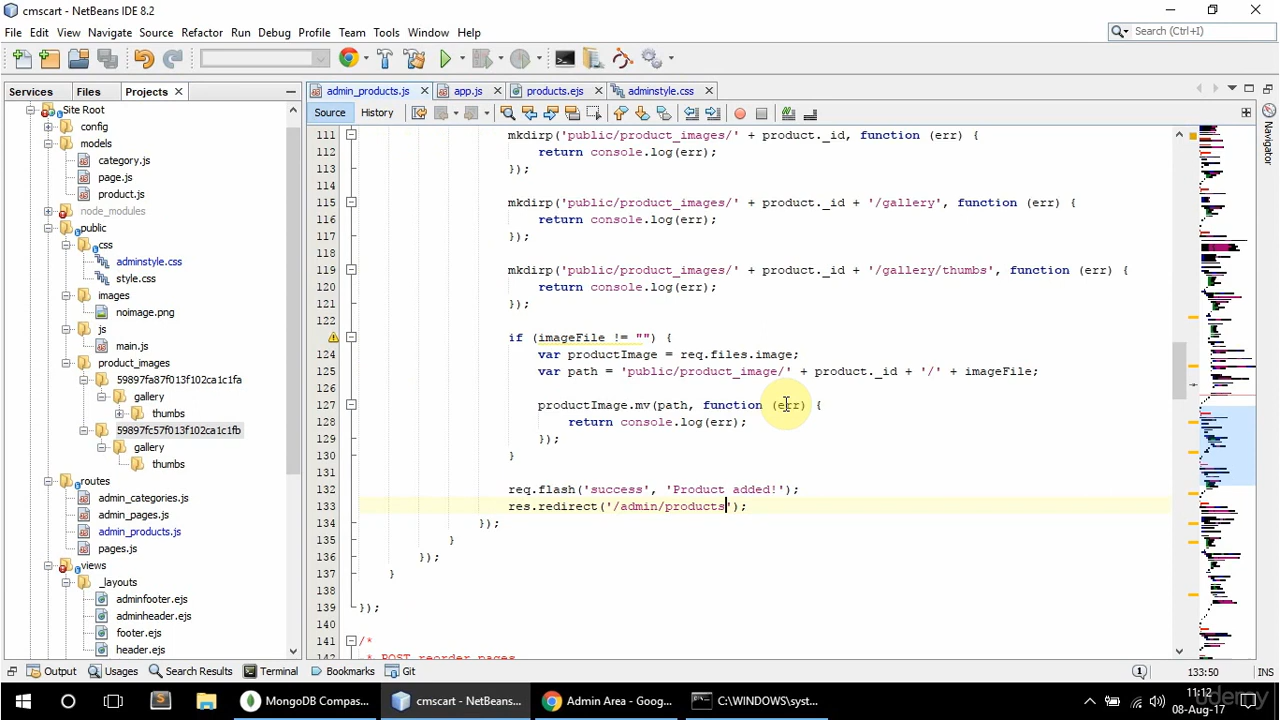 cmscart - NetBeans IDE 8.2
File Edit View Navigate Source Refactor Run Debug Profile Team Tools Window Help
Search (Ctrl+I)
Services Files Projects
admin_products.js app.js products.ejs adminstyle.css
Source History
Navigator
Site Root
config
models
category.js
page.js
product.js
node_modules
public
css
adminstyle.css
style.css
images
noimage.png
js
main.js
product_images
59897fa87f013f102ca1c1fa
gallery
thumbs
59897fc57f013f102ca1c1fb
gallery
thumbs
routes
admin_categories.js
admin_pages.js
admin_products.js
pages.js
views
_layouts
adminfooter.ejs
adminheader.ejs
footer.ejs
header.ejs
111 mkdirp('public/product_images/' + product._id, function (err) {
112 return console.log(err);
113 });
114
115 mkdirp('public/product_images/' + product._id + '/gallery', function (err) {
116 return console.log(err);
117 });
118
119 mkdirp('public/product_images/' + product._id + '/gallery/thumbs', function (err) {
120 return console.log(err);
121 });
122
if (imageFile != "") {
124 var productImage = req.files.image;
125 var path = 'public/product_image/' + product._id + '/' + imageFile;
126
127 productImage.mv(path, function (err) {
128 return console.log(err);
129 });
130 }
131
132 req.flash('success', 'Product added!');
133 res.redirect('/admin/products');
134 });
135 }
136 });
137 }
138
139 });
140
141 /*
142 * POST reorder pages
Output Usages Search Results Terminal Bookmarks Git
1 133:50 INS
MongoDB Compas... cmscart - NetBeans... Admin Area - Goog... C:\WINDOWS\syst...
11:12
08-Aug-17
udemy